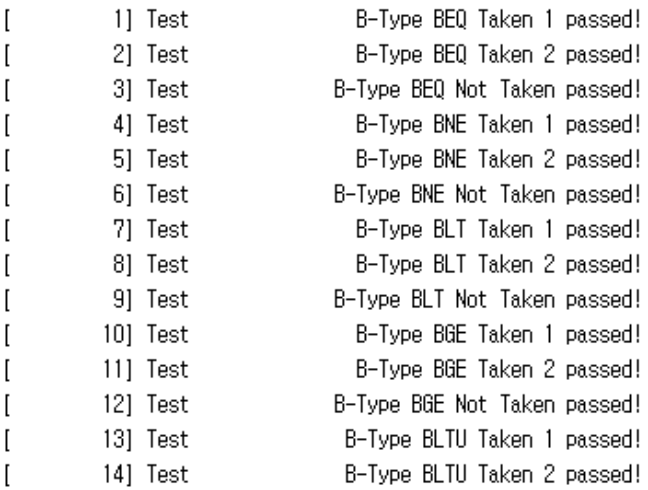 [ 1] Test B-Type BEQ Taken 1 passed!
[ 2] Test B-Type BEQ Taken 2 passed!
[ 3] Test B-Type BEQ Not Taken passed!
[ 4] Test B-Type BNE Taken 1 passed!
[ 5] Test B-Type BNE Taken 2 passed!
[ 6] Test B-Type BNE Not Taken passed!
[ 7] Test B-Type BLT Taken 1 passed!
[ 8] Test B-Type BLT Taken 2 passed!
[ 9] Test B-Type BLT Not Taken passed!
[ 10] Test B-Type BGE Taken 1 passed!
[ 11] Test B-Type BGE Taken 2 passed!
[ 12] Test B-Type BGE Not Taken passed!
[ 13] Test B-Type BLTU Taken 1 passed!
[ 14] Test B-Type BLTU Taken 2 passed!